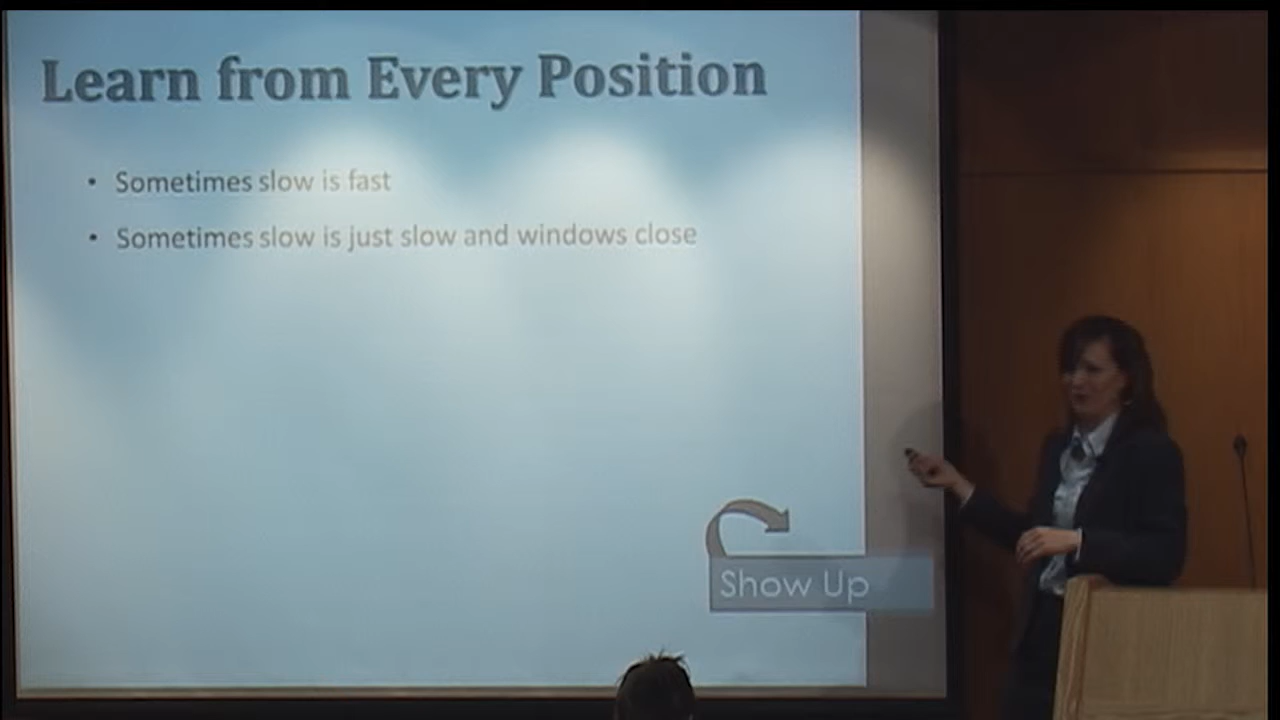 Learn from Every Position
• Sometimes slow is fast
• Sometimes slow is just slow and windows close
Show Up